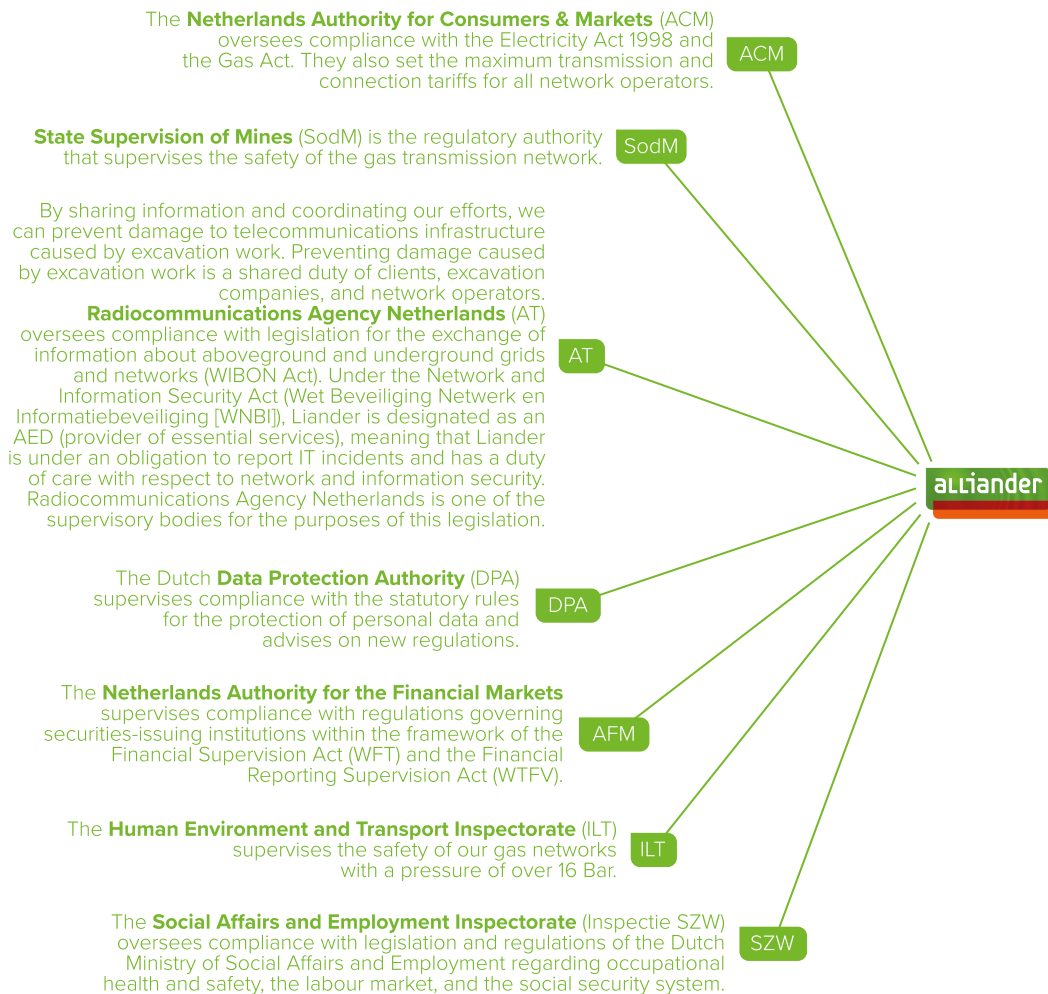 The Netherlands Authority for Consumers & Markets (ACM)
oversees compliance with the Electricity Act 1998 and
the Gas Act. They also set the maximum transmission and
connection tariffs for all network operators.
ACM
State Supervision of Mines (SodM) is the regulatory authority
that supervises the safety of the gas transmission network.
SodM
By sharing information and coordinating our efforts, we
can prevent damage to telecommunications infrastructure
caused by excavation work. Preventing damage caused
by excavation work is a shared duty of clients, excavation
companies, and network operators.
Radiocommunications Agency Netherlands (AT)
oversees compliance with legislation for the exchange of
information about aboveground and underground grids
and networks (WIBON Act). Under the Network and
Information Security Act (Wet Beveiliging Netwerk en
Informatiebeveiliging [WNBI]), Liander is designated as an
AED (provider of essential services), meaning that Liander
is under an obligation to report IT incidents and has a duty
of care with respect to network and information security.
Radiocommunications Agency Netherlands is one of the
supervisory bodies for the purposes of this legislation.
AT
alliander
The Dutch Data Protection Authority (DPA)
supervises compliance with the statutory rules
for the protection of personal data and
advises on new regulations.
DPA
The Netherlands Authority for the Financial Markets
supervises compliance with regulations governing
securities-issuing institutions within the framework of the
Financial Supervision Act (WFT) and the Financial
Reporting Supervision Act (WTFV).
AFM
The Human Environment and Transport Inspectorate (ILT)
supervises the safety of our gas networks
with a pressure of over 16 Bar.
ILT
The Social Affairs and Employment Inspectorate (Inspectie SZW)
oversees compliance with legislation and regulations of the Dutch
Ministry of Social Affairs and Employment regarding occupational
health and safety, the labour market, and the social security system.
SZW